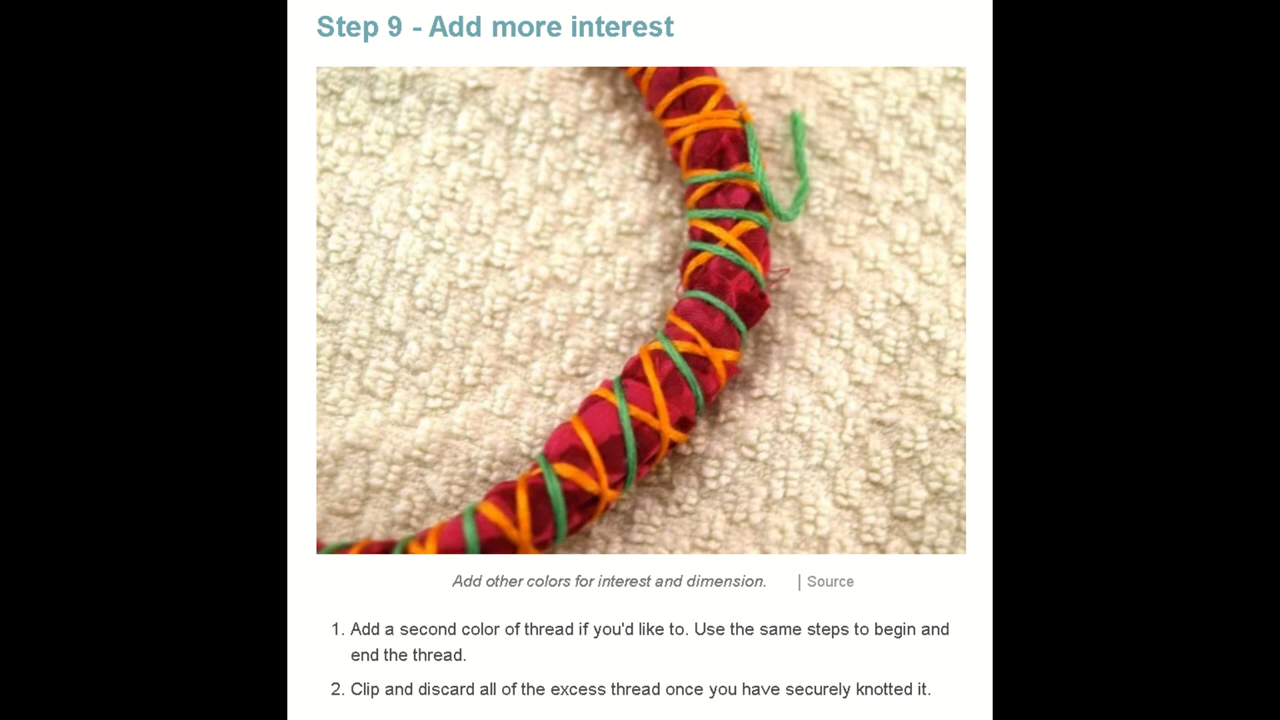 Step 9 - Add more interest
Add other colors for interest and dimension. | Source
1. Add a second color of thread if you'd like to. Use the same steps to begin and
end the thread.
2. Clip and discard all of the excess thread once you have securely knotted it.